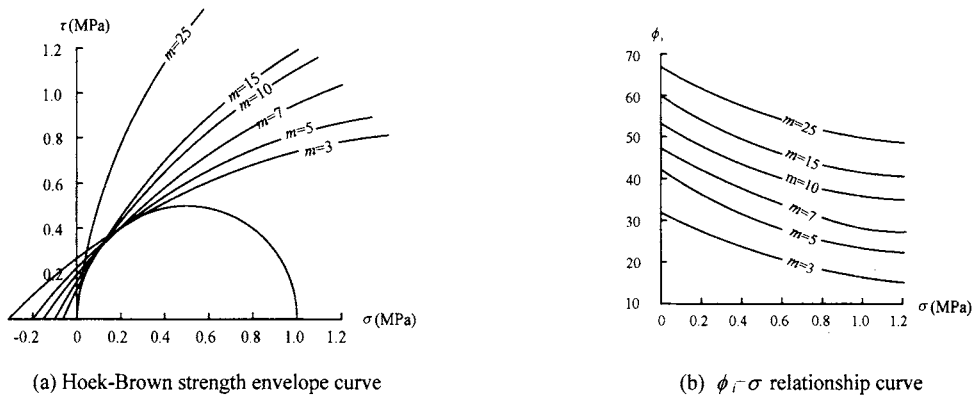 τ(MPa)
1.2
1.0
0.8
0.6
0.4
0.2
-0.2 0 0.2 0.4 0.6 0.8 1.0 1.2
σ(MPa)
m=25
m=15
m=10
m=7
m=5
m=3
(a) Hoek-Brown strength envelope curve
ϕi
70
60
50
40
30
20
10
0 0.2 0.4 0.6 0.8 1.0 1.2
σ(MPa)
m=25
m=15
m=10
m=7
m=5
m=3
(b) ϕi-σ relationship curve